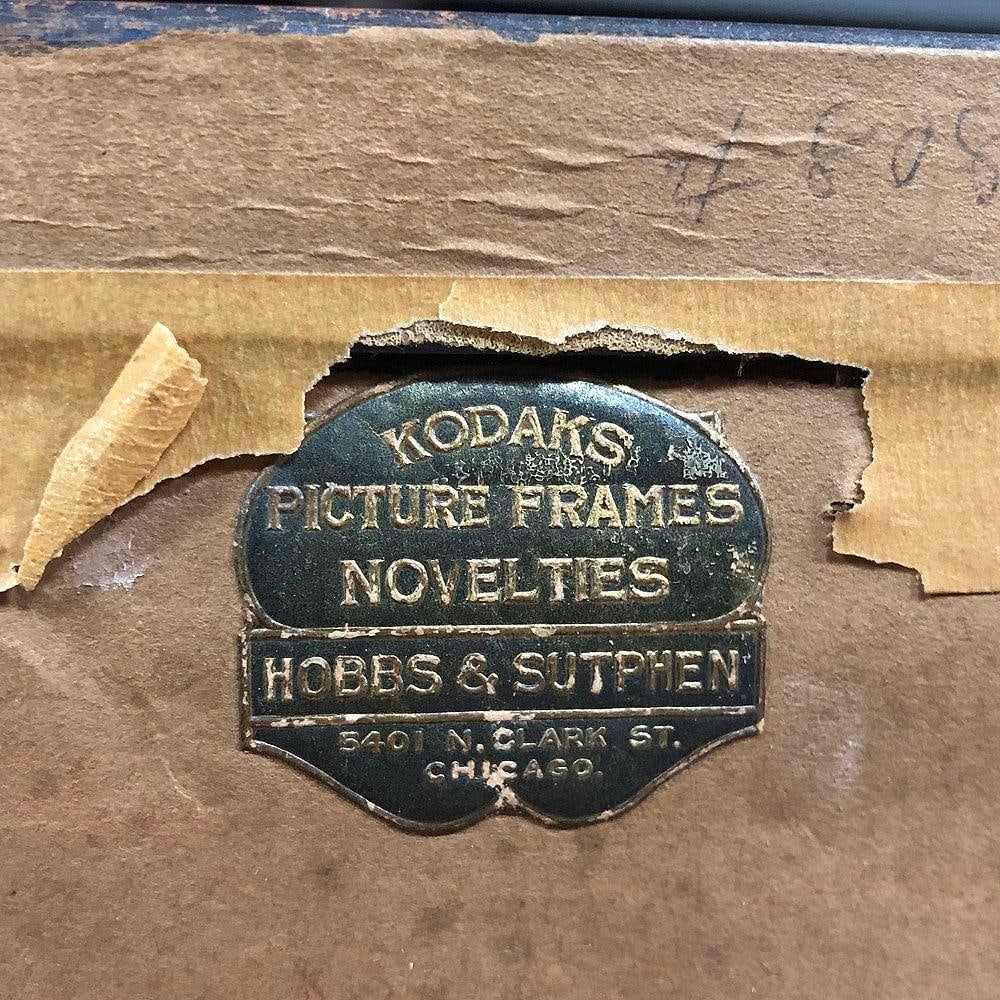 # 808
KODAKS
PICTURE FRAMES
NOVELTIES
HOBBS & SUTPHEN
5401 N. CLARK ST.
CHICAGO.